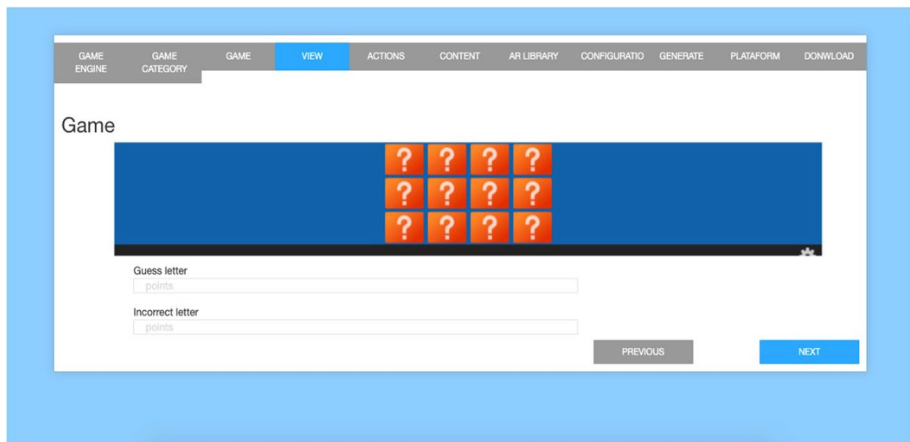 GAME ENGINE GAME CATEGORY GAME VIEW ACTIONS CONTENT AR LIBRARY CONFIGURATIO GENERATE PLATAFORM DONWLOAD
Game
? ? ? ?
? ? ? ?
? ? ? ?
Guess letter
points
Incorrect letter
points
PREVIOUS NEXT